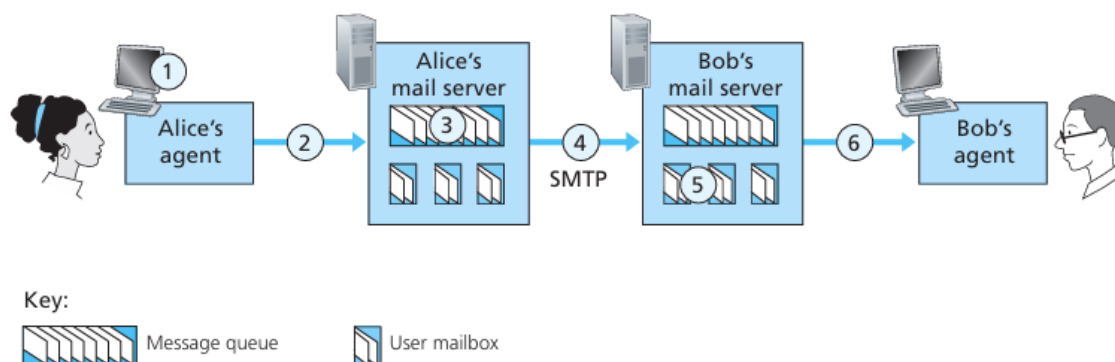 1
Alice's
agent
2
Alice's
mail server
3
4
SMTP
Bob's
mail server
5
6
Bob's
agent
Key:
Message queue
User mailbox